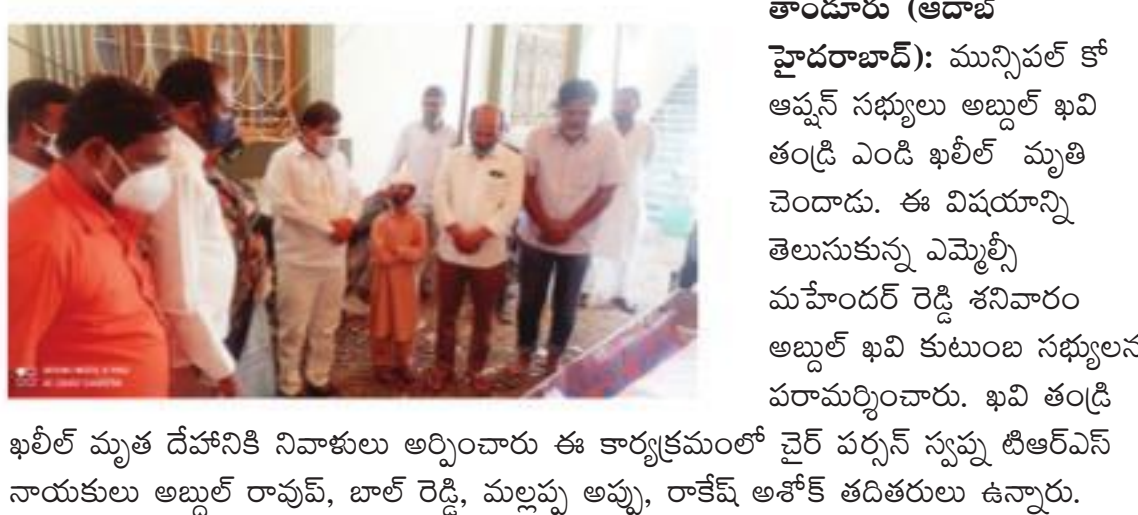 తాండూరు (ఆదాబ్
హైదరాబాద్): మున్సిపల్ కో
ఆప్షన్ సభ్యులు అబ్దుల్ ఖవి
తండ్రి ఎండి ఖలీల్ మృతి
చెందాడు. ఈ విషయాన్ని
తెలుసుకున్న ఎమ్మెల్సీ
మహేందర్ రెడ్డి శనివారం
అబ్దుల్ ఖవి కుటుంబ సభ్యులన
పరామర్శించారు. ఖవి తండ్రి
ఖలీల్ మృత దేహానికి నివాళులు అర్పించారు ఈ కార్యక్రమంలో చైర్ పర్సన్ స్వప్న టిఆర్ఎస్
నాయకులు అబ్దుల్ రావుప్, బాల్ రెడ్డి, మల్లప్ప అప్పు, రాకేష్ అశోక్ తదితరులు ఉన్నారు.